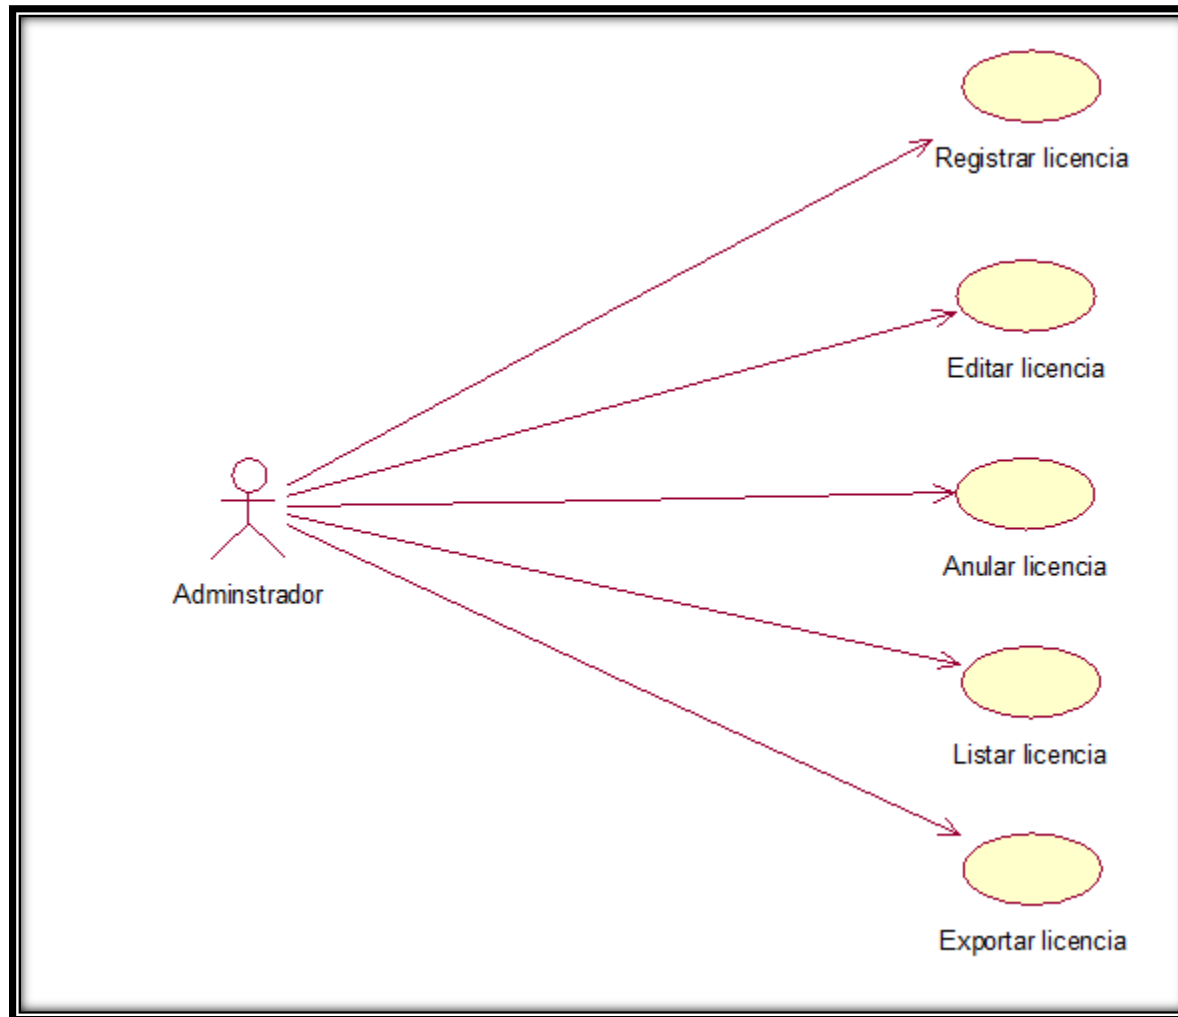 Registrar licencia
Editar licencia
Anular licencia
Adminstrador
Listar licencia
Exportar licencia